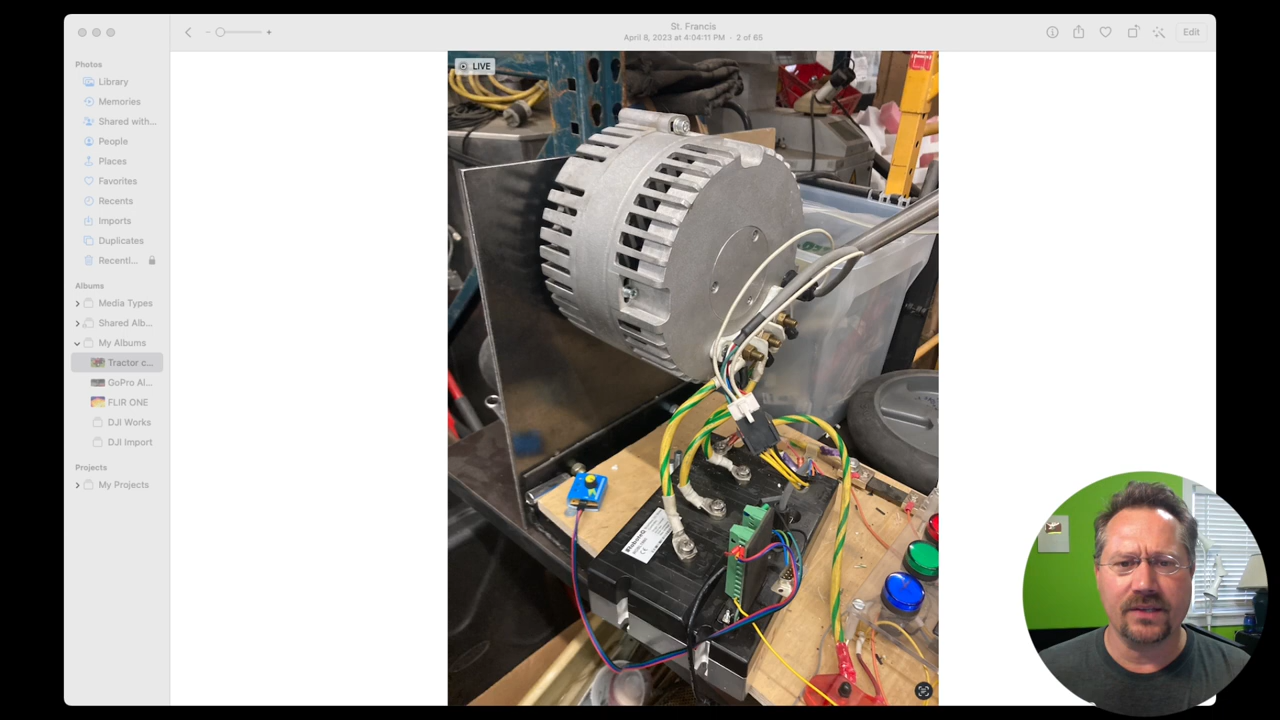 St. Francis
April 8, 2023 at 4:04:11 PM - 2 of 65
Edit
Photos
Library
Memories
Shared with...
People
Places
Favorites
Recents
Imports
Duplicates
Recentl...
Albums
Media Types
Shared Alb...
My Albums
Tractor c...
GoPro Al...
FLIR ONE
DJI Works
DJI Import
Projects
My Projects
LIVE
RoboteQ